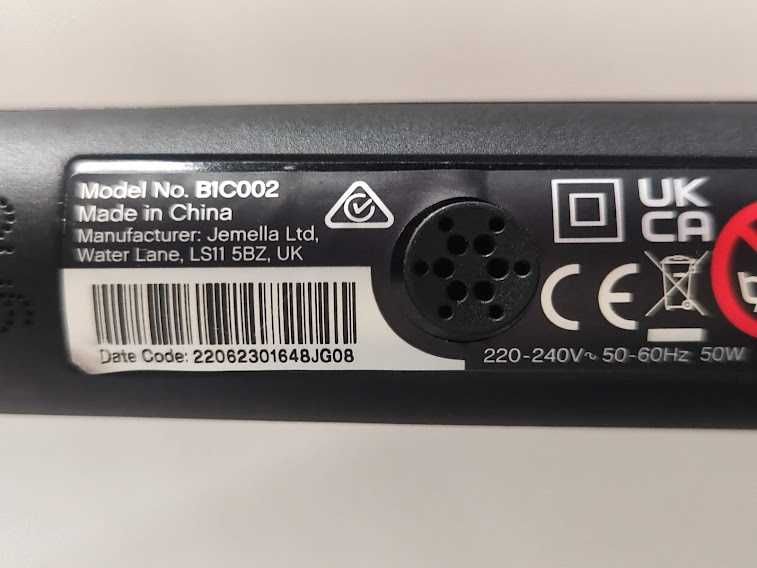 Model No. B1C002
Made in China
Manufacturer: Jemella Ltd,
Water Lane, LS11 5BZ, UK
Date Code: 22062301648JG08
UK
CA
CE
220-240V~ 50-60Hz 50W